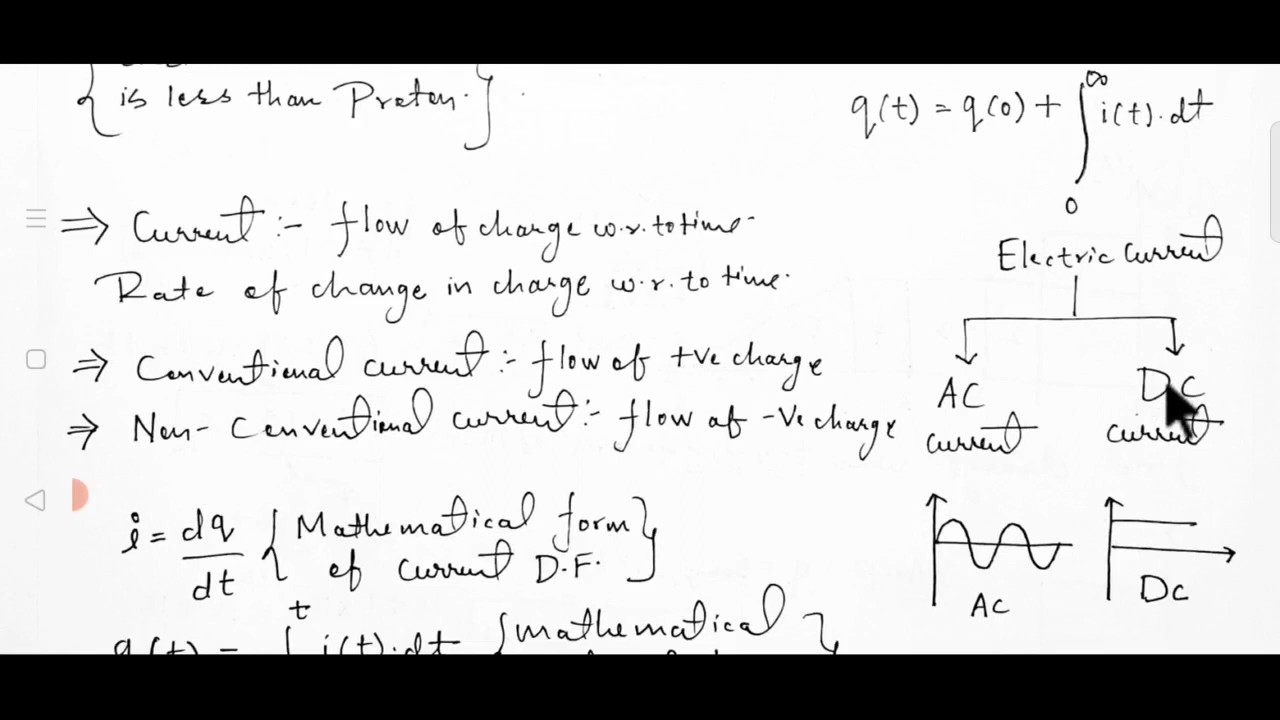 is less than Proton.
⇒ Current :- flow of charge w.r. to time.
Rate of change in charge w.r. to time.
⇒ Conventional current :- flow of +ve charge
⇒ Non-Conventional current :- flow of -ve charge
i = dq/dt { Mathematical form
of current D.F. }
t
q(t) = ∫ i(t).dt { mathematical
q(t) = q(0) + ∫ i(t).dt
∞
0
Electric current
AC
current
DC
current
AC
DC